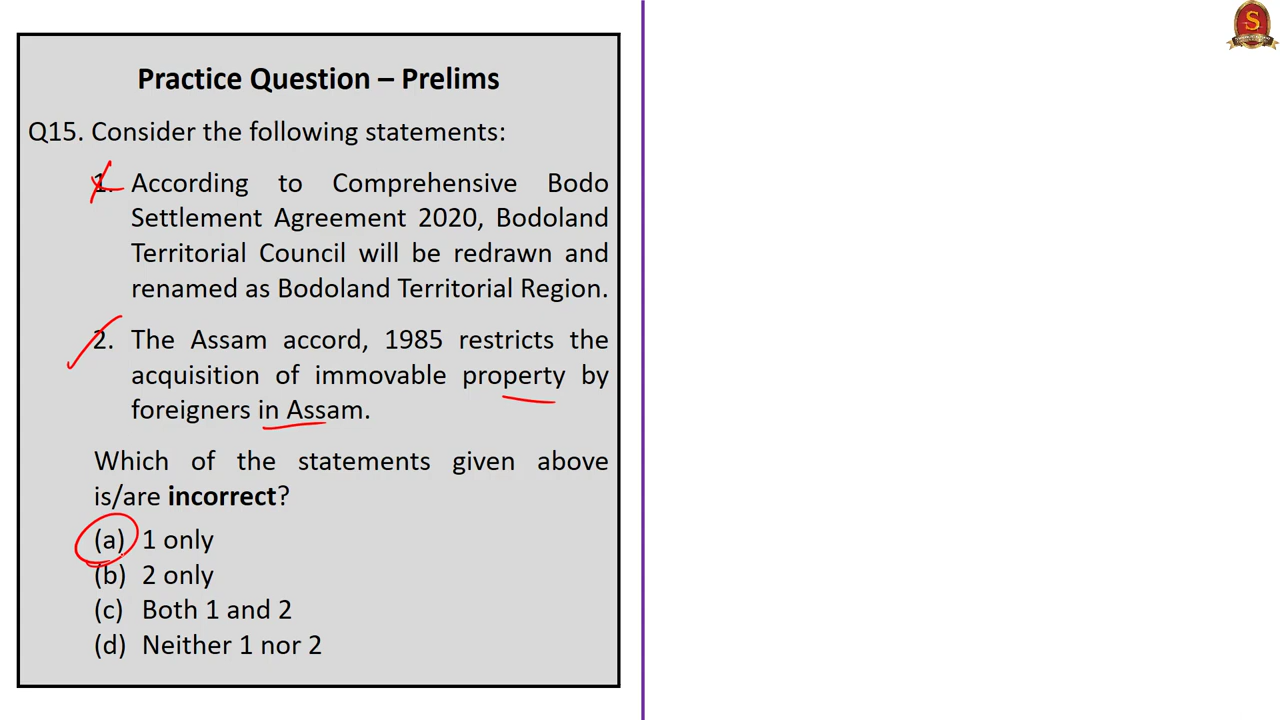 Practice Question – Prelims
Q15. Consider the following statements:
1. According to Comprehensive Bodo
Settlement Agreement 2020, Bodoland
Territorial Council will be redrawn and
renamed as Bodoland Territorial Region.
2. The Assam accord, 1985 restricts the
acquisition of immovable property by
foreigners in Assam.
Which of the statements given above
is/are incorrect?
(a) 1 only
(b) 2 only
(c) Both 1 and 2
(d) Neither 1 nor 2
S